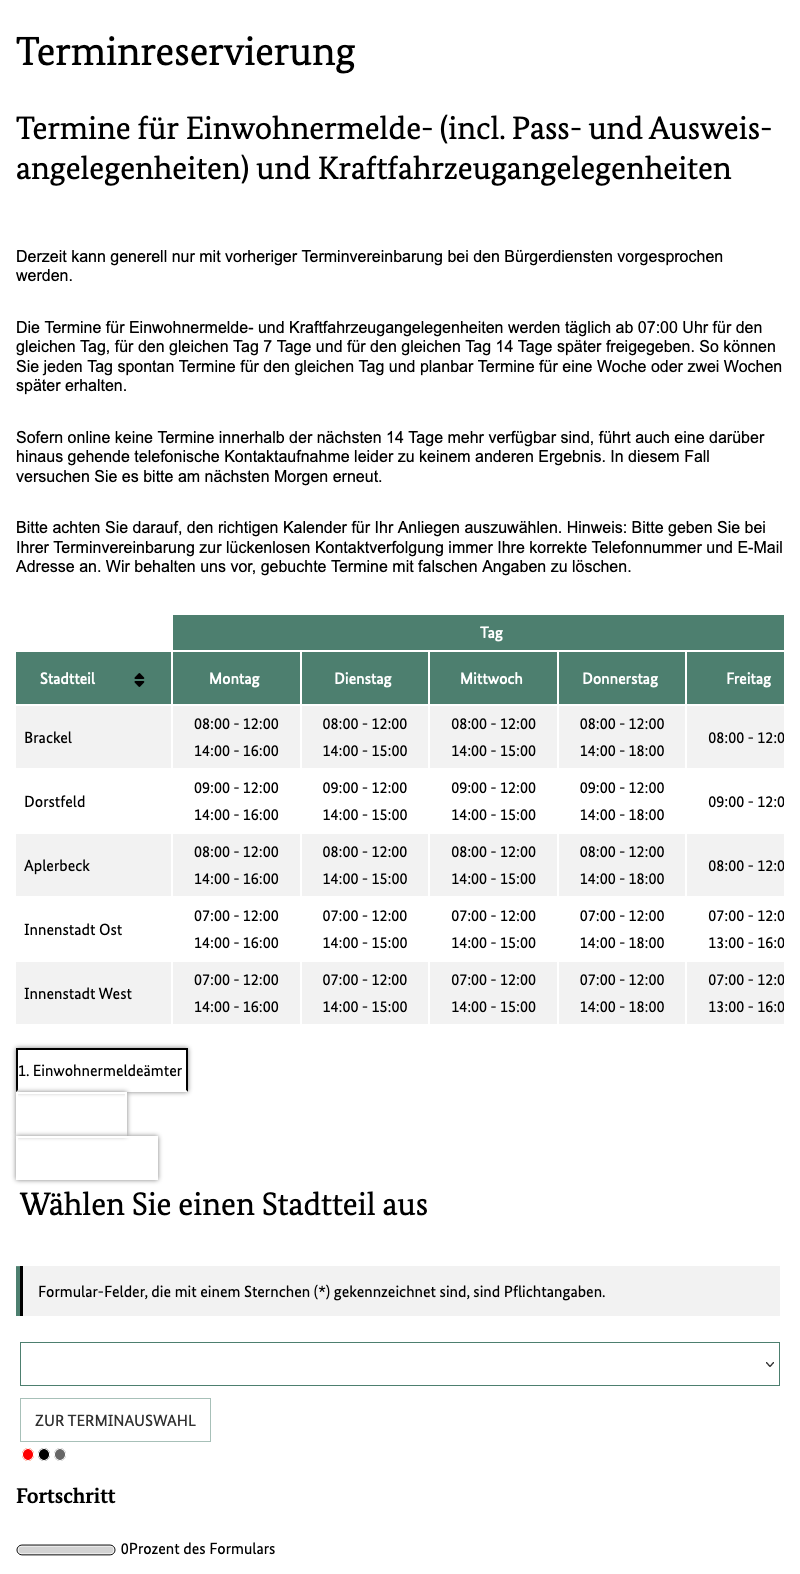 Terminreservierung
Termine für Einwohnermelde- (incl. Pass- und Ausweis-
angelegenheiten) und Kraftfahrzeugangelegenheiten
Derzeit kann generell nur mit vorheriger Terminvereinbarung bei den Bürgerdiensten vorgesprochen
werden.
Die Termine für Einwohnermelde- und Kraftfahrzeugangelegenheiten werden täglich ab 07:00 Uhr für den
gleichen Tag, für den gleichen Tag 7 Tage und für den gleichen Tag 14 Tage später freigegeben. So können
Sie jeden Tag spontan Termine für den gleichen Tag und planbar Termine für eine Woche oder zwei Wochen
später erhalten.
Sofern online keine Termine innerhalb der nächsten 14 Tage mehr verfügbar sind, führt auch eine darüber
hinaus gehende telefonische Kontaktaufnahme leider zu keinem anderen Ergebnis. In diesem Fall
versuchen Sie es bitte am nächsten Morgen erneut.
Bitte achten Sie darauf, den richtigen Kalender für Ihr Anliegen auszuwählen. Hinweis: Bitte geben Sie bei
Ihrer Terminvereinbarung zur lückenlosen Kontaktverfolgung immer Ihre korrekte Telefonnummer und E-Mail
Adresse an. Wir behalten uns vor, gebuchte Termine mit falschen Angaben zu löschen.
Tag
Stadtteil Montag Dienstag Mittwoch Donnerstag Freitag
Brackel 08:00 - 12:00 08:00 - 12:00 08:00 - 12:00 08:00 - 12:00 08:00 - 12:0
14:00 - 16:00 14:00 - 15:00 14:00 - 15:00 14:00 - 18:00
Dorstfeld 09:00 - 12:00 09:00 - 12:00 09:00 - 12:00 09:00 - 12:00 09:00 - 12:0
14:00 - 16:00 14:00 - 15:00 14:00 - 15:00 14:00 - 18:00
Aplerbeck 08:00 - 12:00 08:00 - 12:00 08:00 - 12:00 08:00 - 12:00 08:00 - 12:0
14:00 - 16:00 14:00 - 15:00 14:00 - 15:00 14:00 - 18:00
Innenstadt Ost 07:00 - 12:00 07:00 - 12:00 07:00 - 12:00 07:00 - 12:00 07:00 - 12:0
14:00 - 16:00 14:00 - 15:00 14:00 - 15:00 14:00 - 18:00 13:00 - 16:0
Innenstadt West 07:00 - 12:00 07:00 - 12:00 07:00 - 12:00 07:00 - 12:00 07:00 - 12:0
14:00 - 16:00 14:00 - 15:00 14:00 - 15:00 14:00 - 18:00 13:00 - 16:0
1. Einwohnermeldeämter
Wählen Sie einen Stadtteil aus
Formular-Felder, die mit einem Sternchen (*) gekennzeichnet sind, sind Pflichtangaben.
ZUR TERMINAUSWAHL
Fortschritt
0Prozent des Formulars